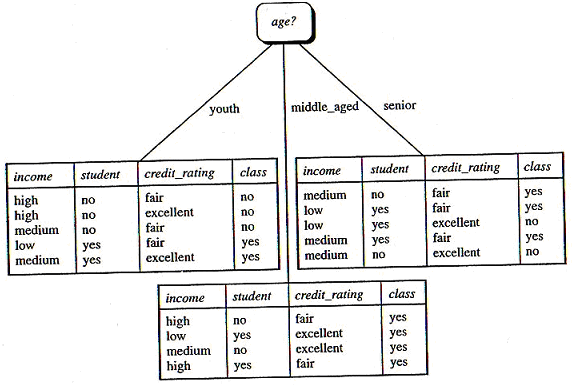 age?
youth
middle_aged
senior
income student credit_rating class
high no fair no
high no excellent no
medium no fair no
low yes fair yes
medium yes excellent yes
income student credit_rating class
medium no fair yes
low yes fair yes
low yes excellent no
medium yes fair yes
medium no excellent no
income student credit_rating class
high no fair yes
low yes excellent yes
medium no excellent yes
high yes fair yes